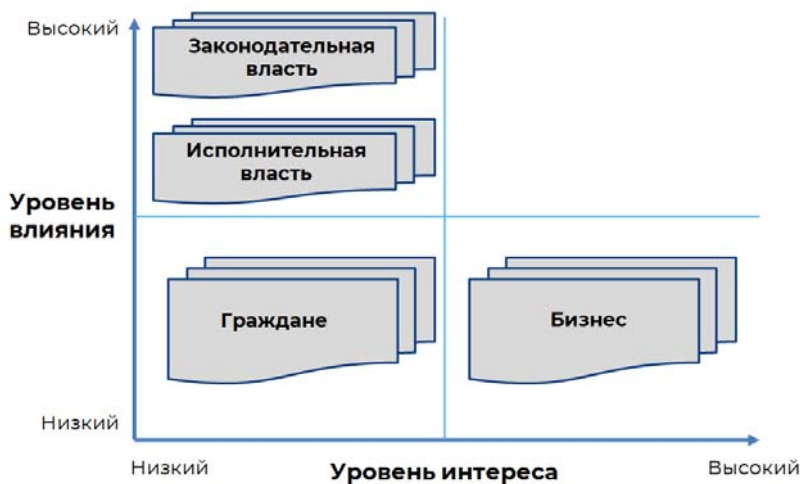 Высокий
Законодательная
власть
Исполнительная
власть
Уровень
влияния
Граждане
Бизнес
Низкий
Низкий
Уровень интереса
Высокий